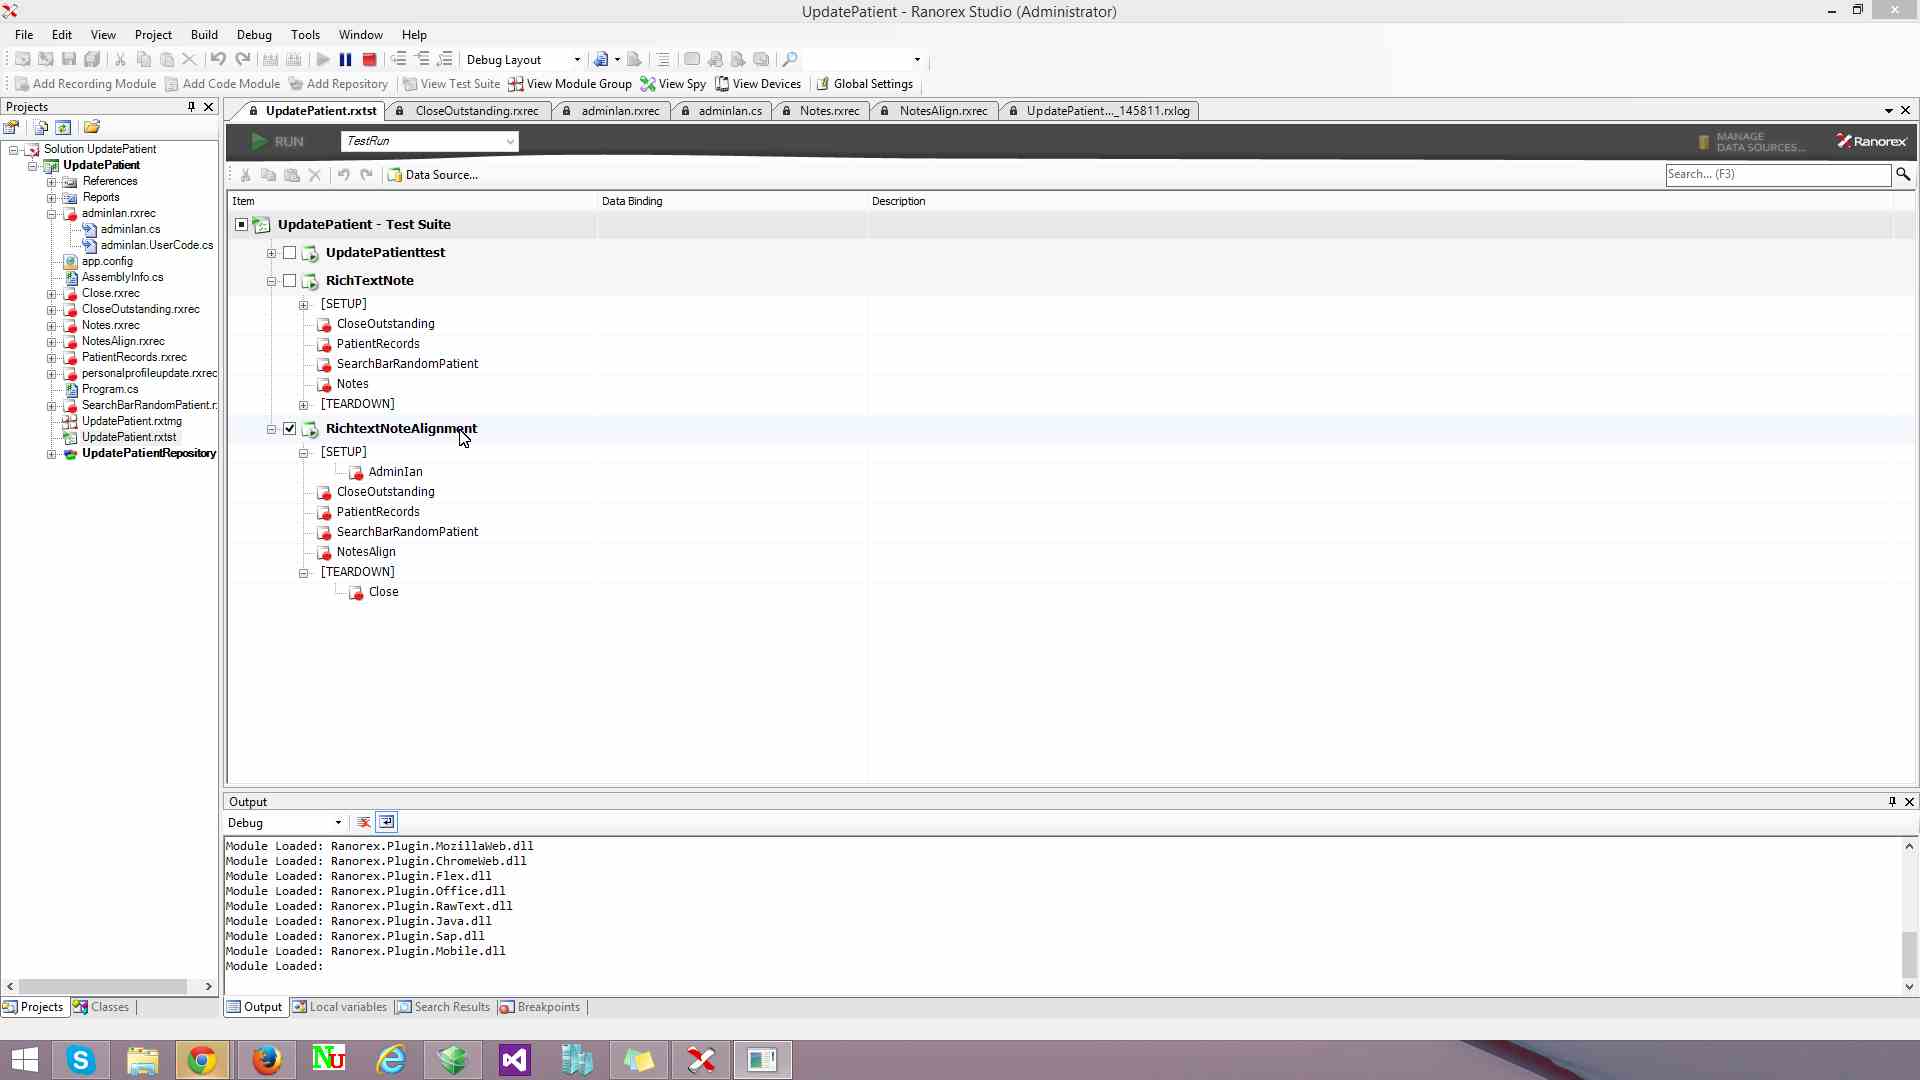 UpdatePatient - Ranorex Studio (Administrator)
File Edit View Project Build Debug Tools Window Help
Debug Layout
Add Recording Module Add Code Module Add Repository View Test Suite View Module Group View Spy View Devices Global Settings
Projects
UpdatePatient.rxtst CloseOutstanding.rxrec adminIan.rxrec adminIan.cs Notes.rxrec NotesAlign.rxrec UpdatePatient..._145811.rxlog
RUN TestRun MANAGE DATA SOURCES... Ranorex
Data Source... Search... (F3)
Item Data Binding Description
Solution UpdatePatient
UpdatePatient
References
Reports
adminIan.rxrec
adminIan.cs
adminIan.UserCode.cs
app.config
AssemblyInfo.cs
Close.rxrec
CloseOutstanding.rxrec
Notes.rxrec
NotesAlign.rxrec
PatientRecords.rxrec
personalprofileupdate.rxrec
Program.cs
SearchBarRandomPatient.r
UpdatePatient.rxtmg
UpdatePatient.rxtst
UpdatePatientRepository
UpdatePatient - Test Suite
UpdatePatienttest
RichTextNote
[SETUP]
CloseOutstanding
PatientRecords
SearchBarRandomPatient
Notes
[TEARDOWN]
RichtextNoteAlignment
[SETUP]
AdminIan
CloseOutstanding
PatientRecords
SearchBarRandomPatient
NotesAlign
[TEARDOWN]
Close
Output
Debug
Module Loaded: Ranorex.Plugin.MozillaWeb.dll
Module Loaded: Ranorex.Plugin.ChromeWeb.dll
Module Loaded: Ranorex.Plugin.Flex.dll
Module Loaded: Ranorex.Plugin.Office.dll
Module Loaded: Ranorex.Plugin.RawText.dll
Module Loaded: Ranorex.Plugin.Java.dll
Module Loaded: Ranorex.Plugin.Sap.dll
Module Loaded: Ranorex.Plugin.Mobile.dll
Module Loaded:
Projects Classes
Output Local variables Search Results Breakpoints
Nu